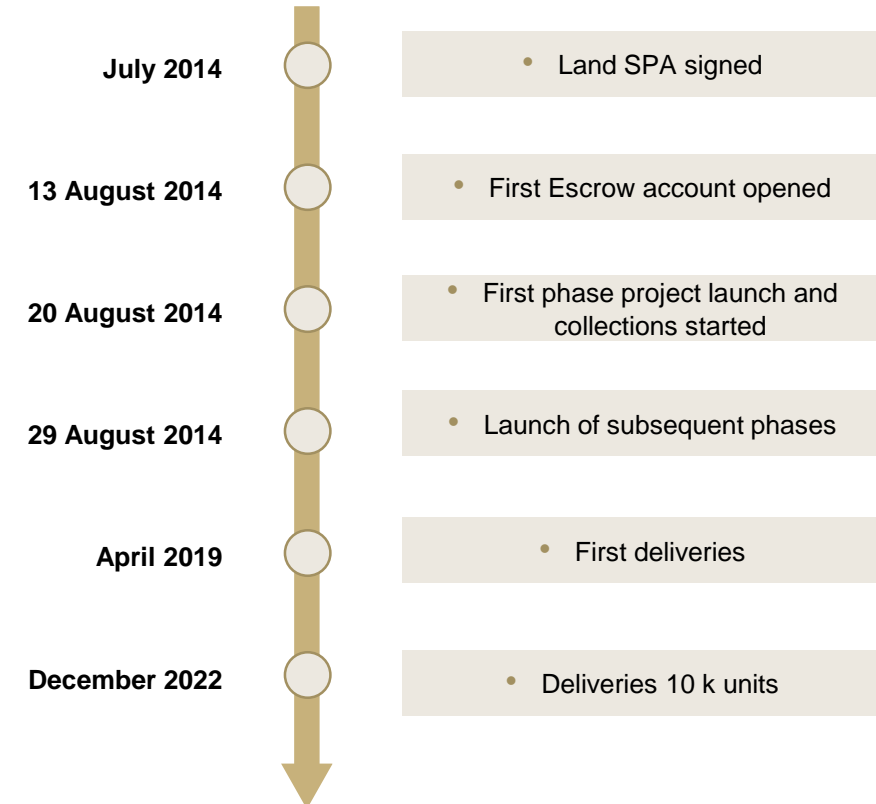 July 2014
• Land SPA signed
13 August 2014
• First Escrow account opened
20 August 2014
• First phase project launch and
collections started
29 August 2014
• Launch of subsequent phases
April 2019
• First deliveries
December 2022
• Deliveries 10 k units